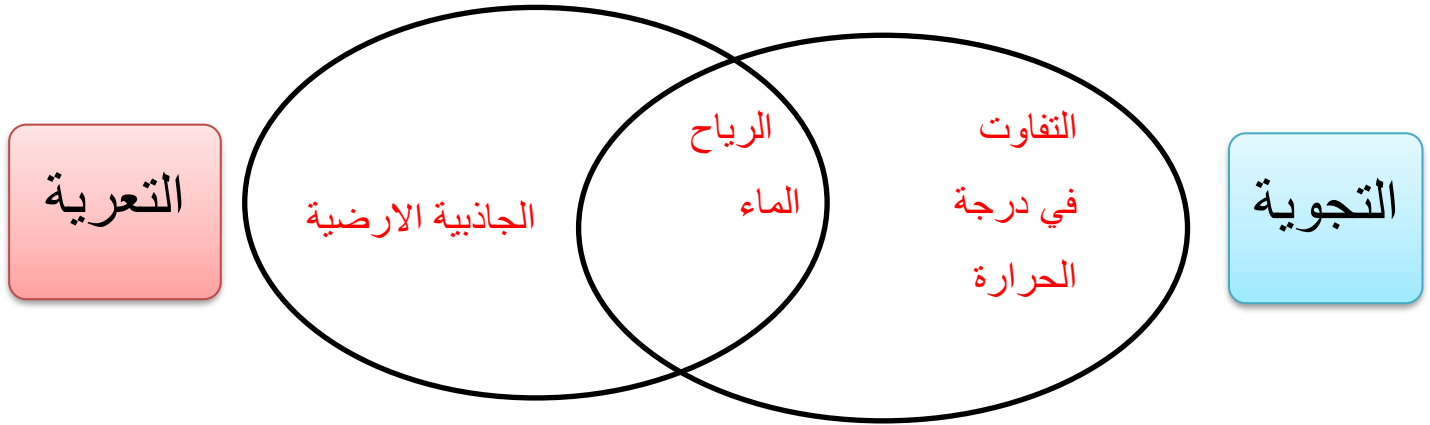 التجوية
التفاوت
في درجة
الحرارة
الرياح
الماء
الجاذبية الارضية
التعرية